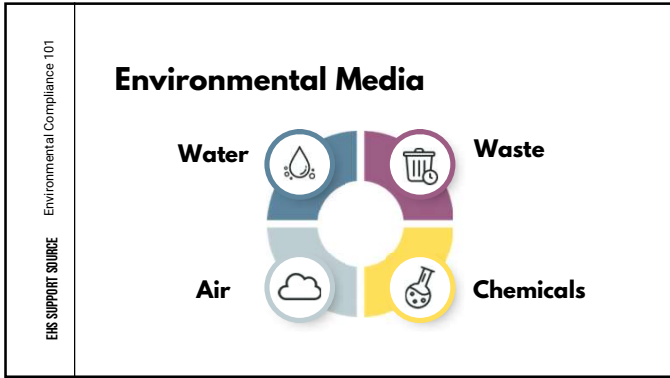 EHS SUPPORT SOURCE Environmental Compliance 101
Environmental Media
Water
Waste
Air
Chemicals